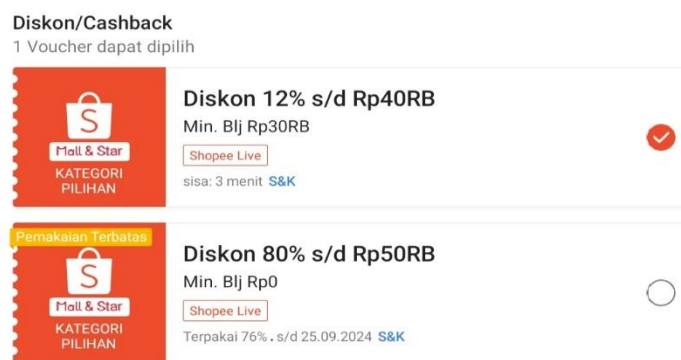 Diskon/Cashback
1 Voucher dapat dipilih
S
Mall & Star
KATEGORI
PILIHAN
Diskon 12% s/d Rp40RB
Min. Blj Rp30RB
Shopee Live
sisa: 3 menit S&K
Pemakaian Terbatas
S
Mall & Star
KATEGORI
PILIHAN
Diskon 80% s/d Rp50RB
Min. Blj Rp0
Shopee Live
Terpakai 76%. s/d 25.09.2024 S&K